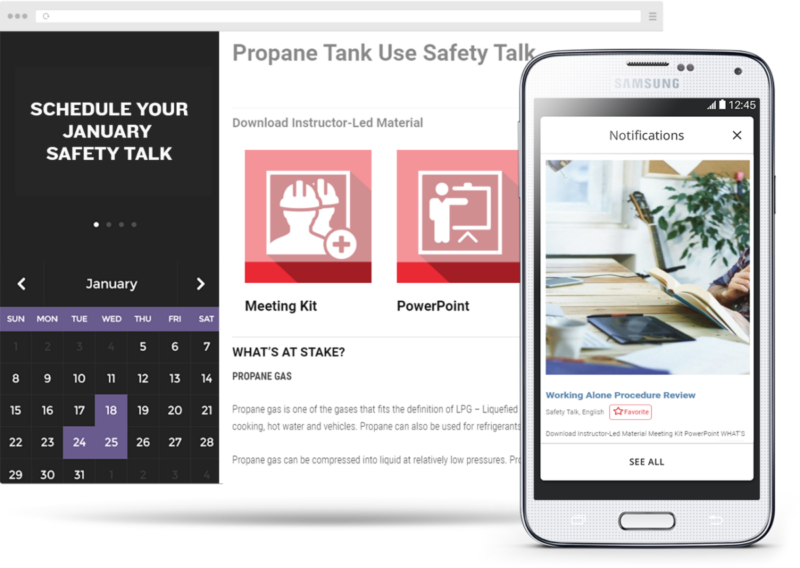 SCHEDULE YOUR
JANUARY
SAFETY TALK
January
SUN MON TUE WED THU FRI SAT
1 2 3 4 5 6 7
8 9 10 11 12 13 14
15 16 17 18 19 20 21
22 23 24 25 26 27 28
29 30 31 1 2 3 4
Propane Tank Use Safety Talk
Download Instructor-Led Material
Meeting Kit PowerPoint
WHAT'S AT STAKE?
PROPANE GAS
Propane gas is one of the gases that fits the definition of LPG – Liquefied
cooking, hot water and vehicles. Propane can also be used for refrigerants
Propane gas can be compressed into liquid at relatively low pressures.
SAMSUNG
12:45
Notifications
Working Alone Procedure Review
Safety Talk, English Favorite
Download Instructor-Led Material Meeting Kit PowerPoint WHAT'S
SEE ALL